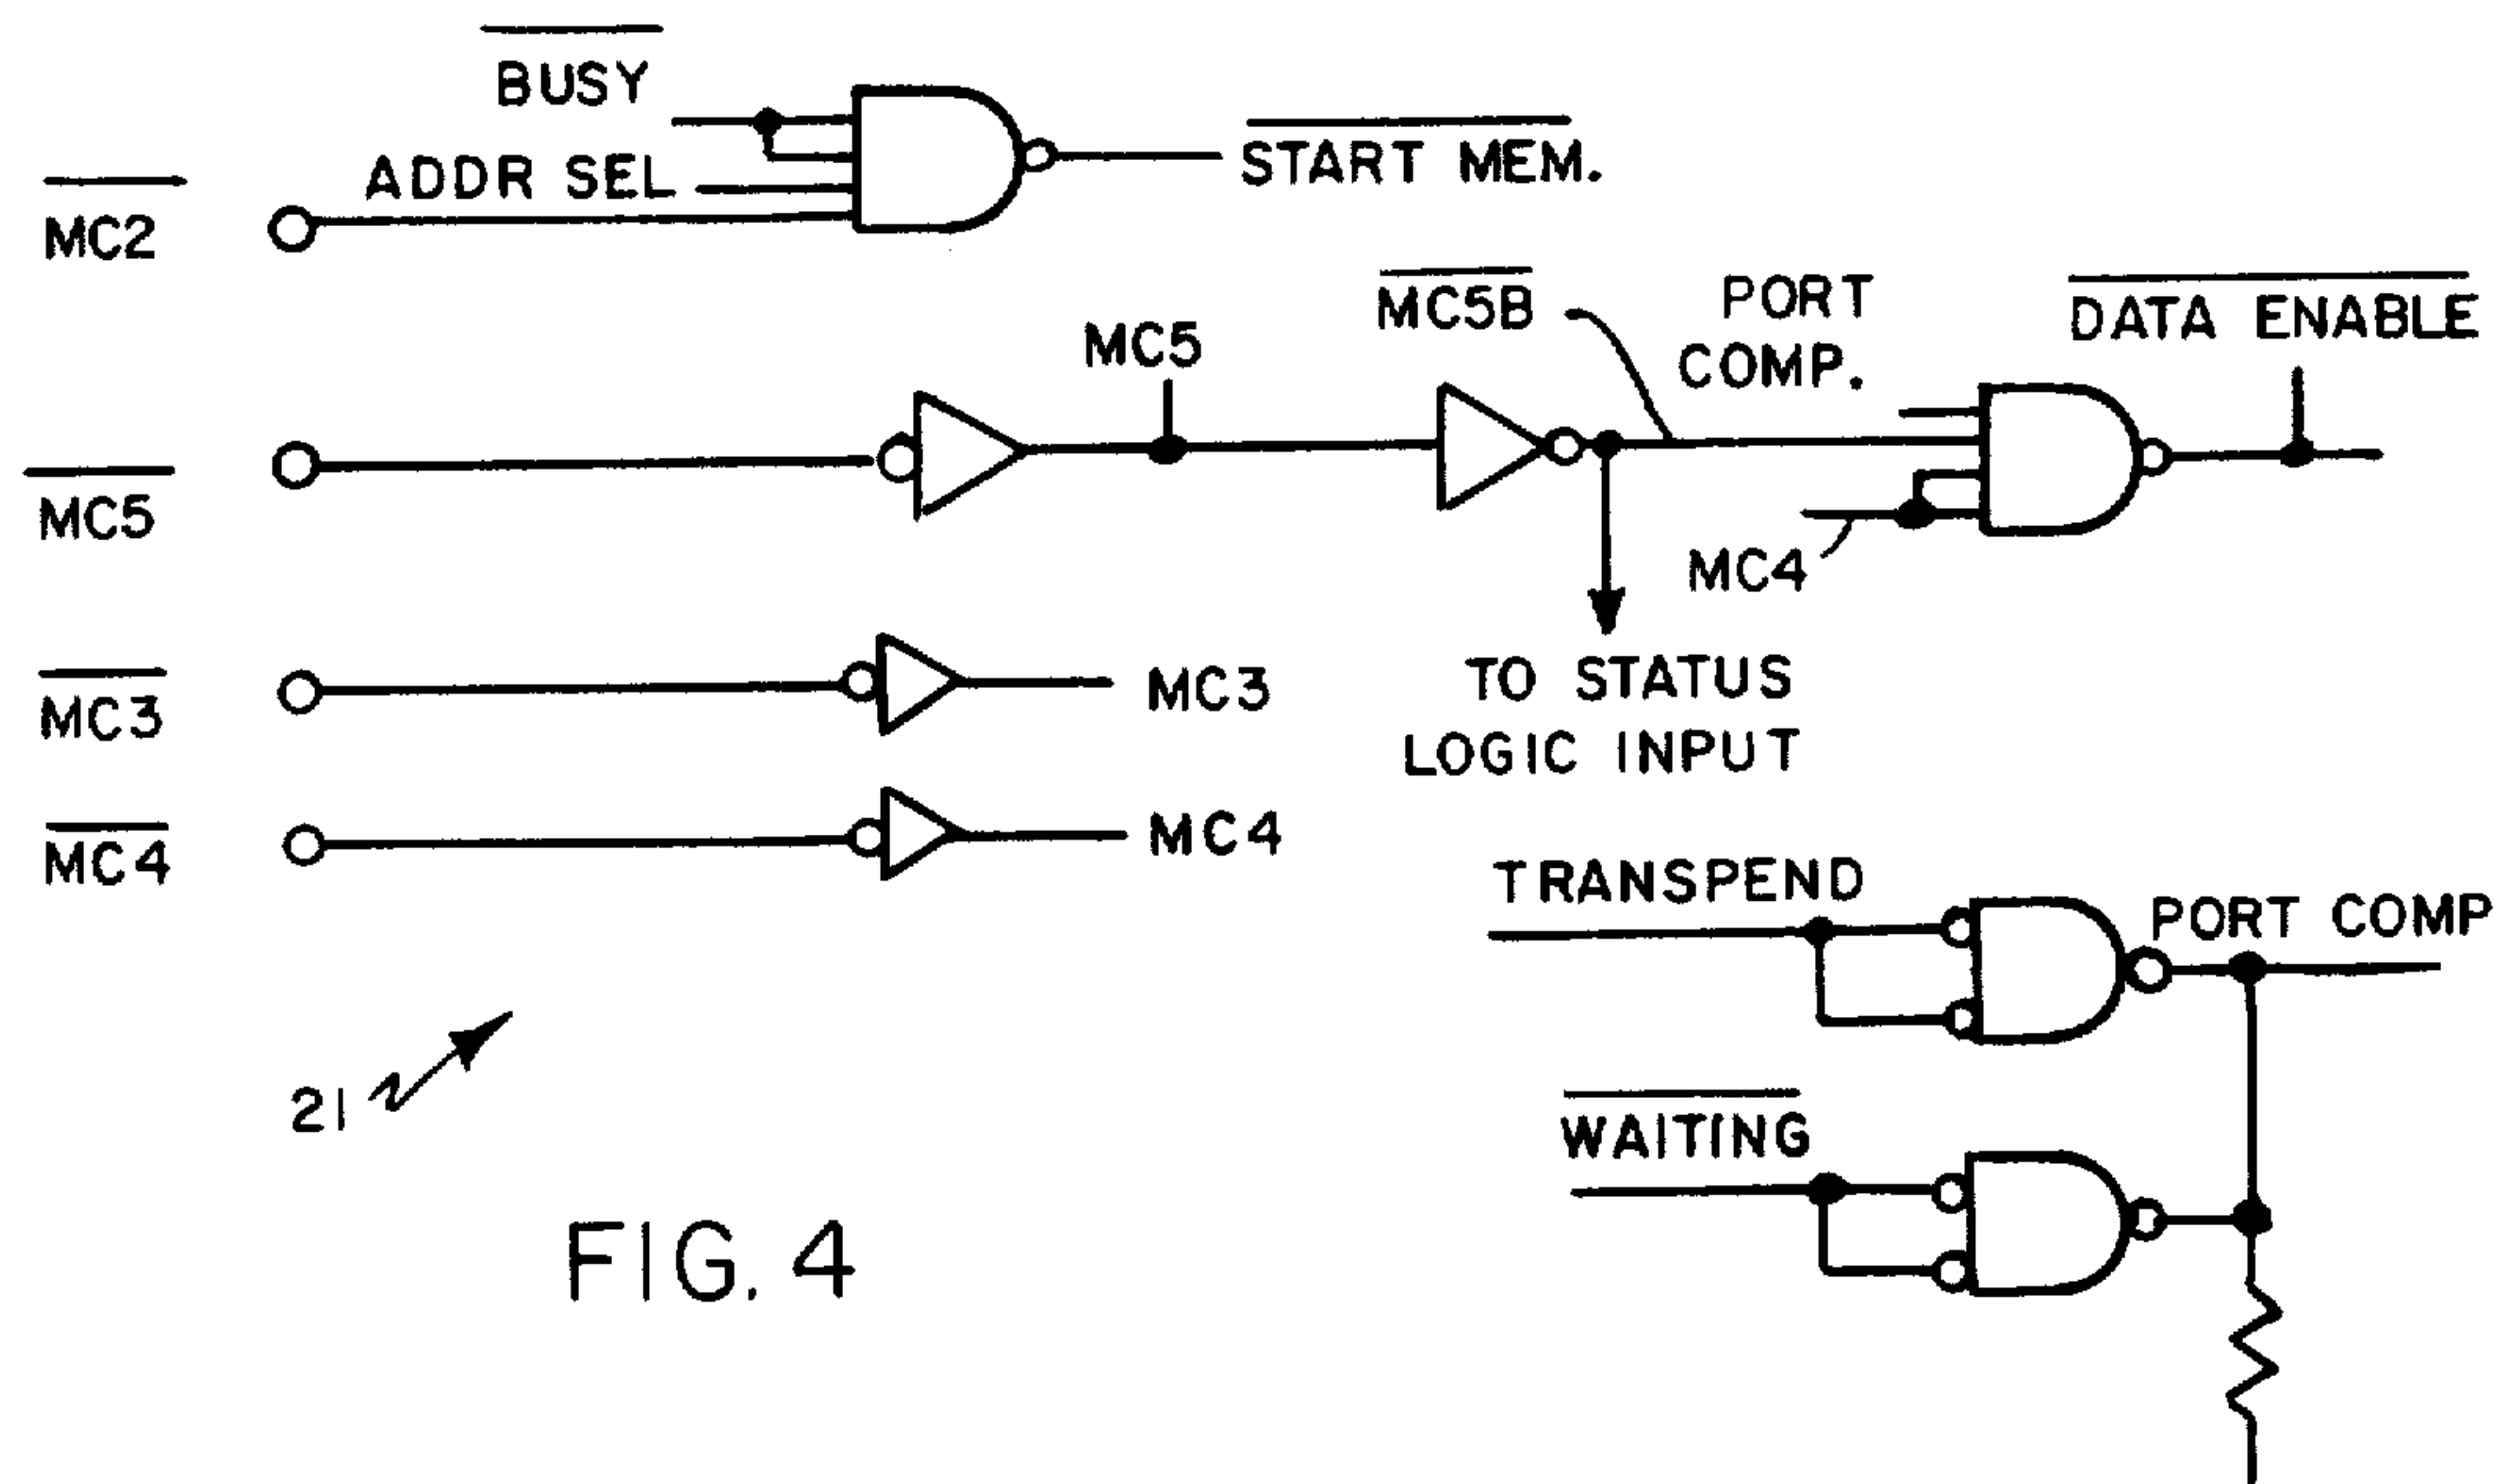 BUSY
ADDR SEL
START MEM.
MC2
MC5B
PORT
COMP.
DATA ENABLE
MC5
MC5
MC4
MC3
MC3
TO STATUS
LOGIC INPUT
MC4
MC4
TRANSPEND
PORT COMP
21
WAITING
FIG. 4